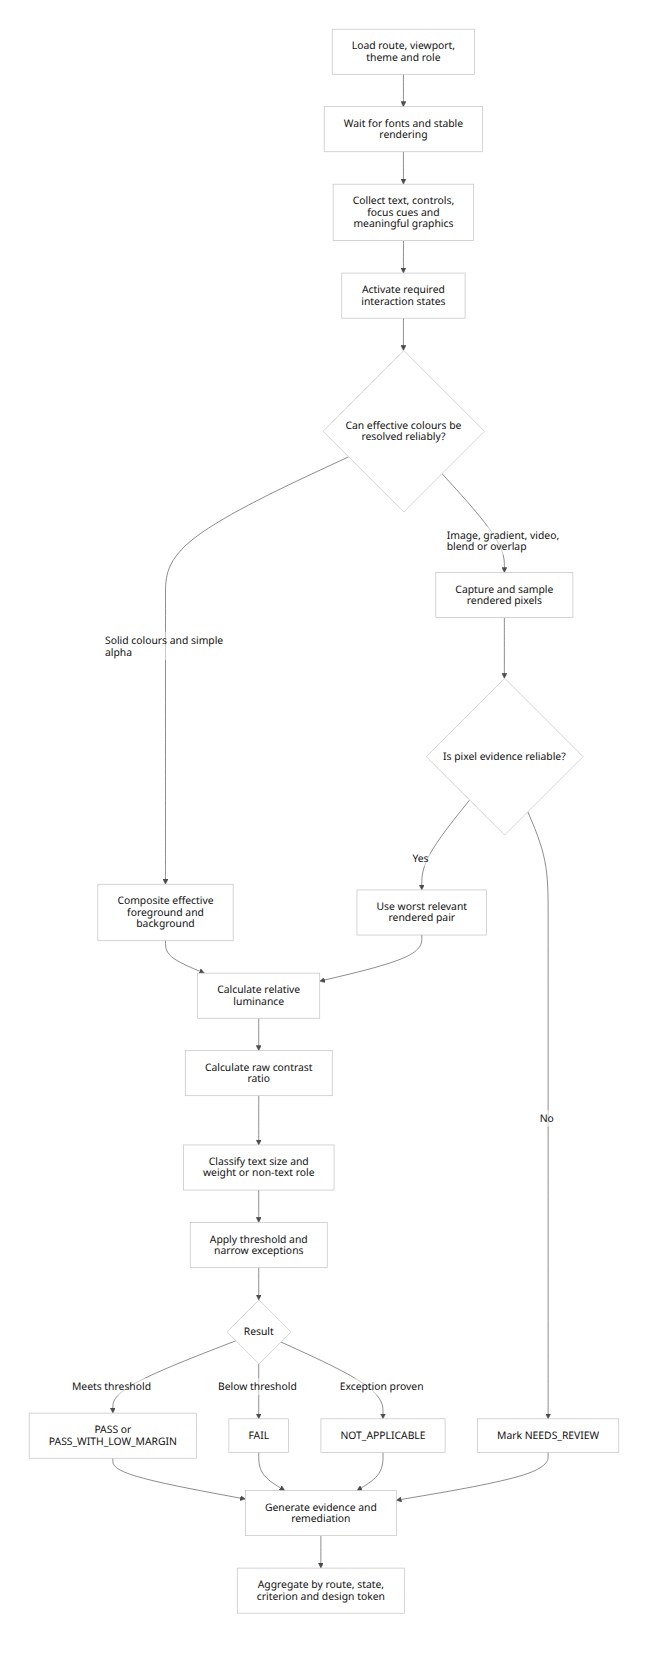 Load route, viewport,
theme and role
Wait for fonts and stable
rendering
Collect text, controls,
focus cues and
meaningful graphics
Activate required
interaction states
Can effective colours be
resolved reliably?
Image, gradient, video,
blend or overlap
Capture and sample
rendered pixels
Solid colours and simple
alpha
Is pixel evidence reliable?
Yes
Composite effective
foreground and
background
Use worst relevant
rendered pair
Calculate relative
luminance
Calculate raw contrast
ratio
No
Classify text size and
weight or non-text role
Apply threshold and
narrow exceptions
Result
Meets threshold
Below threshold
Exception proven
PASS or
PASS_WITH_LOW_MARGIN
FAIL
NOT_APPLICABLE
Mark NEEDS_REVIEW
Generate evidence and
remediation
Aggregate by route, state,
criterion and design token